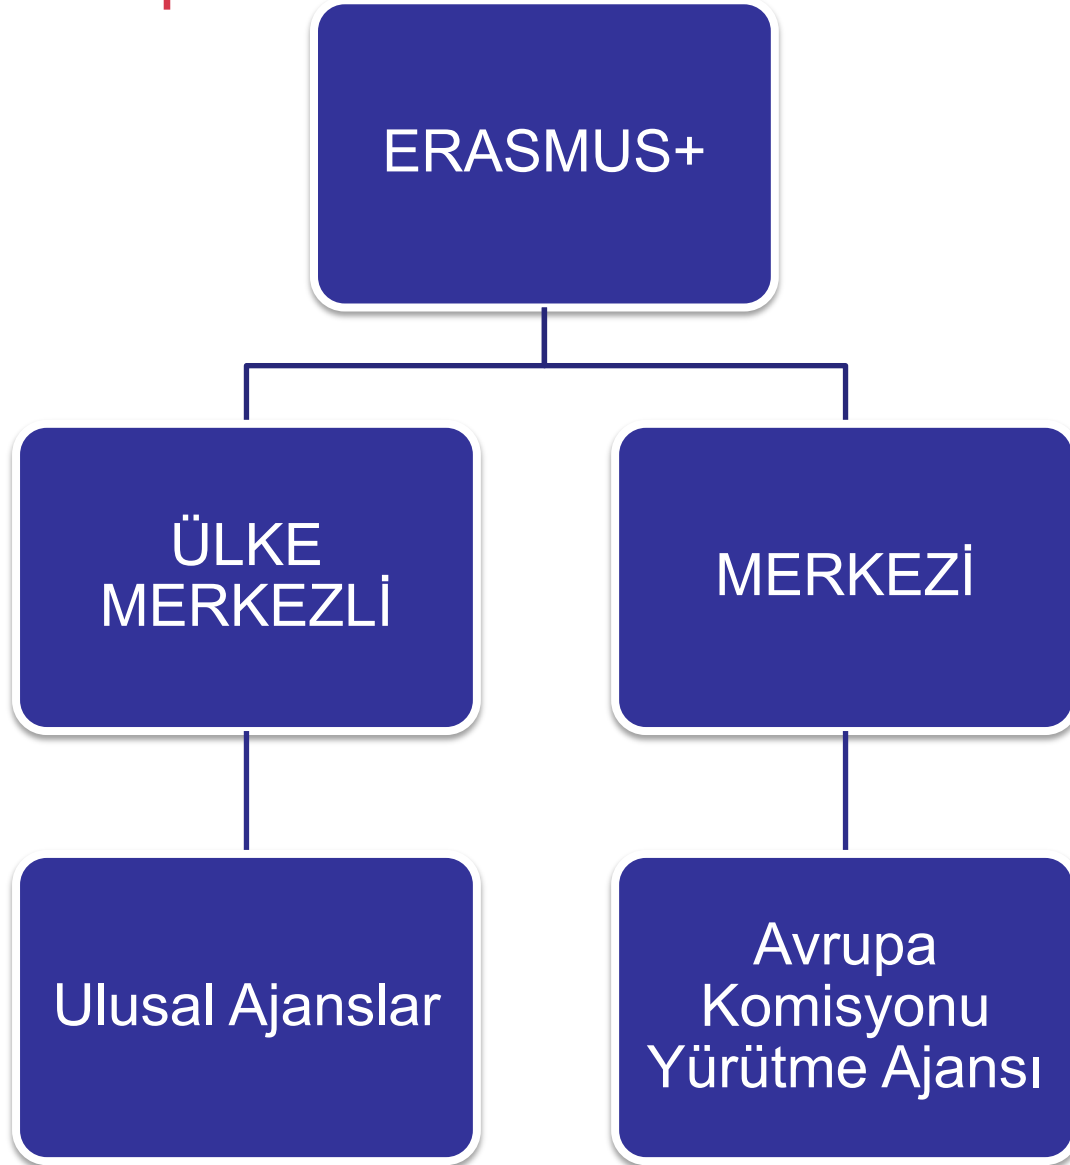 ERASMUS+
ÜLKE
MERKEZLİ
MERKEZİ
Ulusal Ajanslar
Avrupa
Komisyonu
Yürütme Ajansı